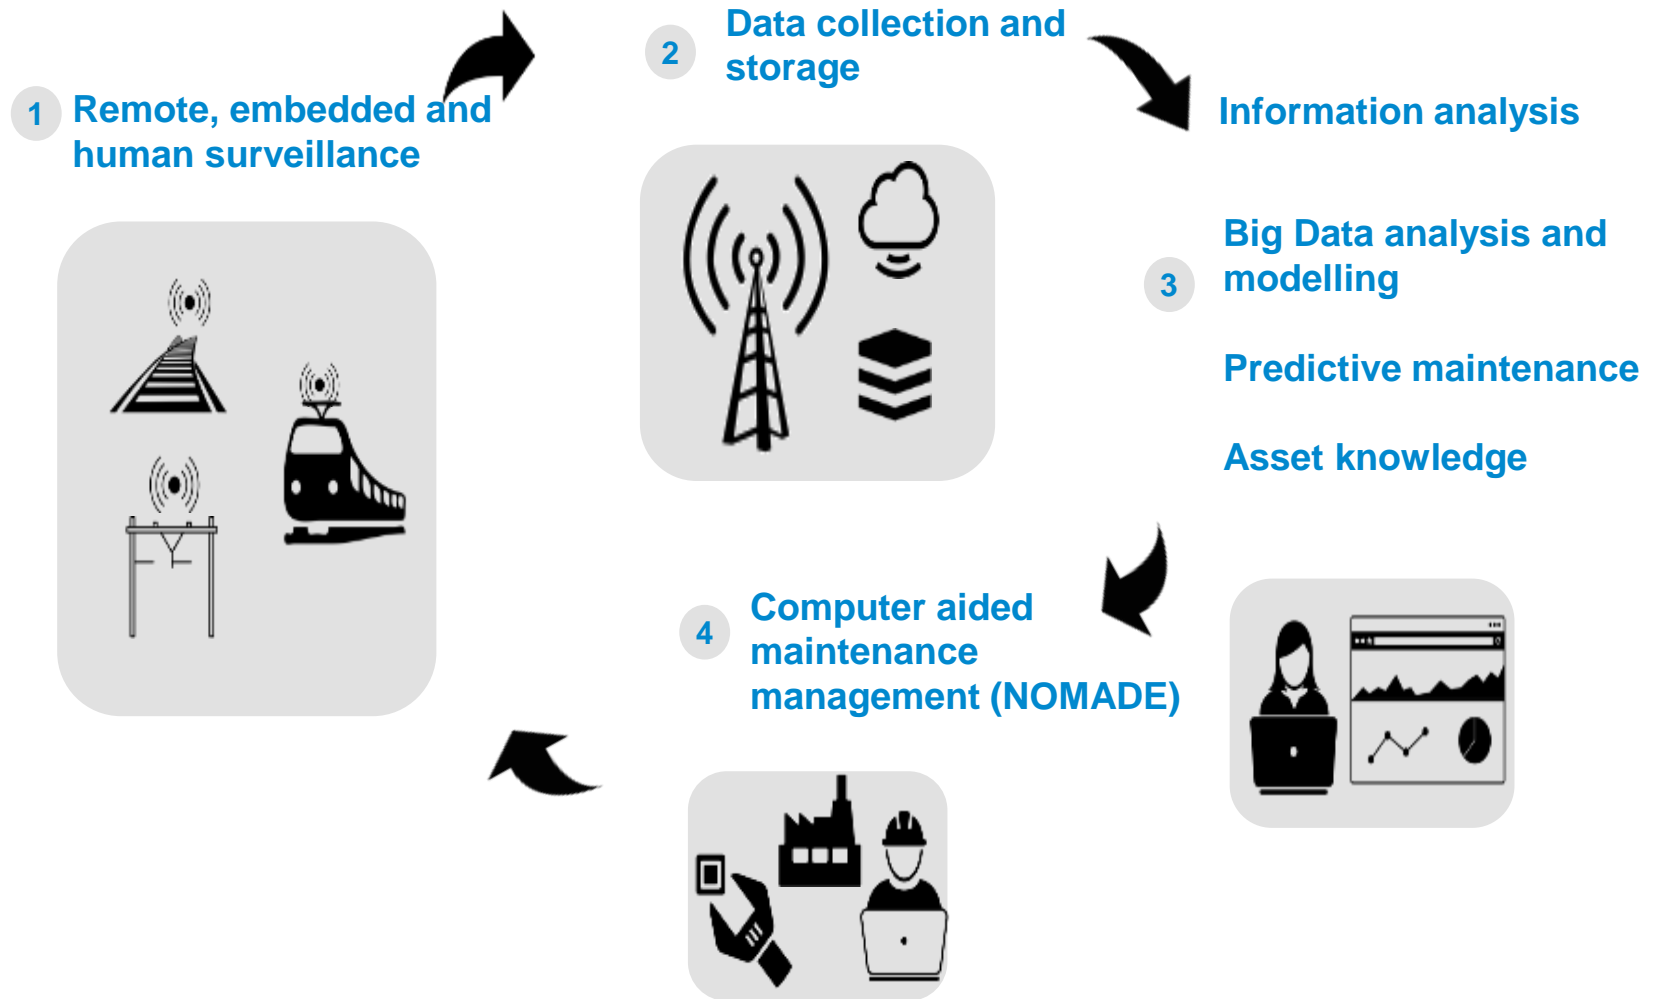 1
Remote, embedded and
human surveillance
2
Data collection and
storage
Information analysis
3
Big Data analysis and
modelling
Predictive maintenance
Asset knowledge
4
Computer aided
maintenance
management (NOMADE)